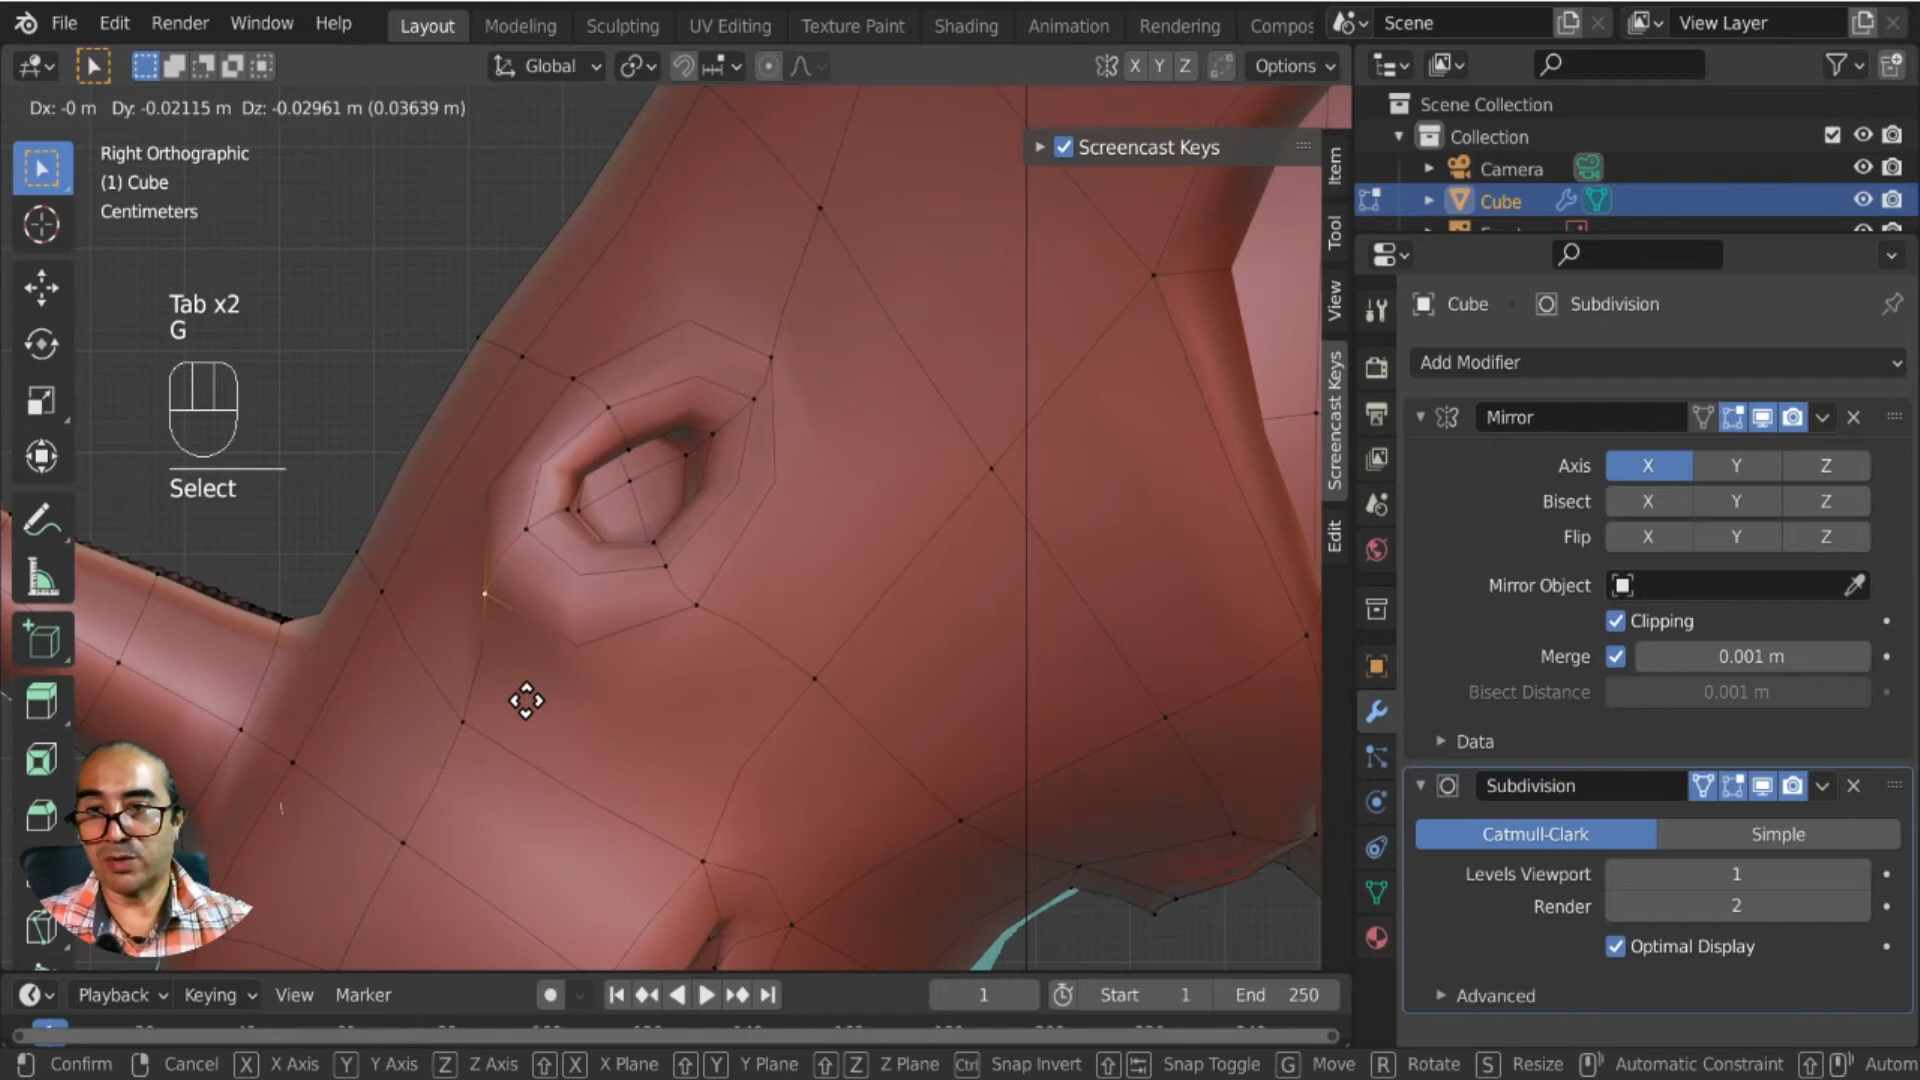 File Edit Render Window Help Layout Modeling Sculpting UV Editing Texture Paint Shading Animation Rendering Compos Scene View Layer
Global X Y Z Options
Dx: -0 m Dy: -0.02115 m Dz: -0.02961 m (0.03639 m)
Right Orthographic
(1) Cube
Centimeters
Screencast Keys
Tab x2
G
Select
Item
Tool
View
Screencast Keys
Edit
Scene Collection
Collection
Camera
Cube
Cube Subdivision
Add Modifier
Mirror
Axis X Y Z
Bisect X Y Z
Flip X Y Z
Mirror Object
Clipping
Merge 0.001 m
Bisect Distance 0.001 m
Data
Subdivision
Catmull-Clark Simple
Levels Viewport 1
Render 2
Optimal Display
Advanced
Playback Keying View Marker 1 Start 1 End 250
Confirm Cancel X X Axis Y Y Axis Z Z Axis X X Plane Y Y Plane Z Z Plane Ctrl Snap Invert Snap Toggle G Move R Rotate S Resize Automatic Constraint Autom